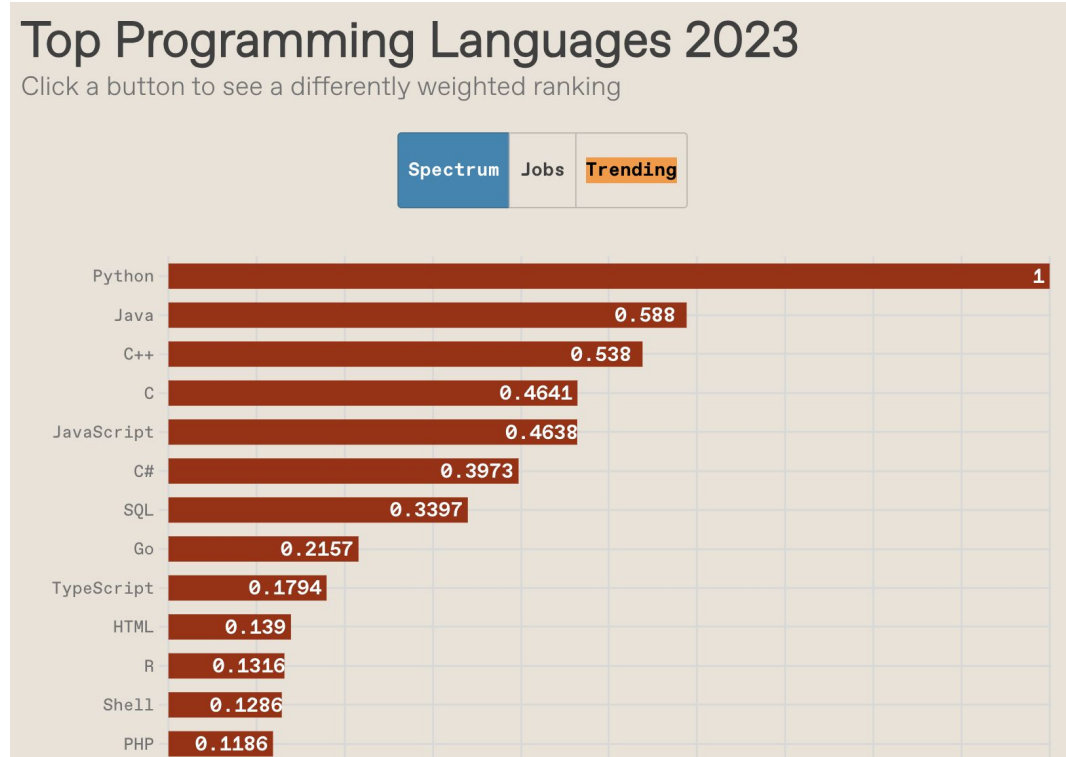 Top Programming Languages 2023
Click a button to see a differently weighted ranking
Spectrum Jobs Trending
Python 1
Java 0.588
C++ 0.538
C 0.4641
JavaScript 0.4638
C# 0.3973
SQL 0.3397
Go 0.2157
TypeScript 0.1794
HTML 0.139
R 0.1316
Shell 0.1286
PHP 0.1186